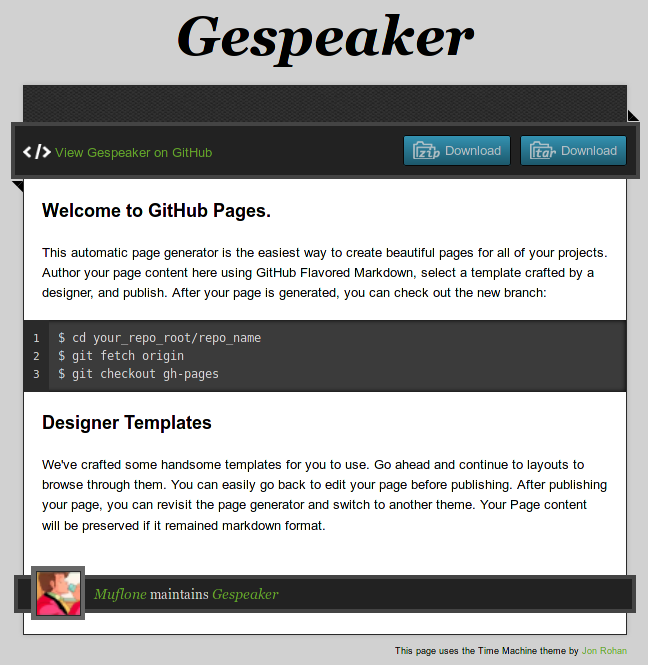 Gespeaker
</> View Gespeaker on GitHub
zip Download
tar Download
Welcome to GitHub Pages.
This automatic page generator is the easiest way to create beautiful pages for all of your projects.
Author your page content here using GitHub Flavored Markdown, select a template crafted by a
designer, and publish. After your page is generated, you can check out the new branch:
1 $ cd your_repo_root/repo_name
2 $ git fetch origin
3 $ git checkout gh-pages
Designer Templates
We've crafted some handsome templates for you to use. Go ahead and continue to layouts to
browse through them. You can easily go back to edit your page before publishing. After publishing
your page, you can revisit the page generator and switch to another theme. Your Page content
will be preserved if it remained markdown format.
Muflone maintains Gespeaker
This page uses the Time Machine theme by Jon Rohan